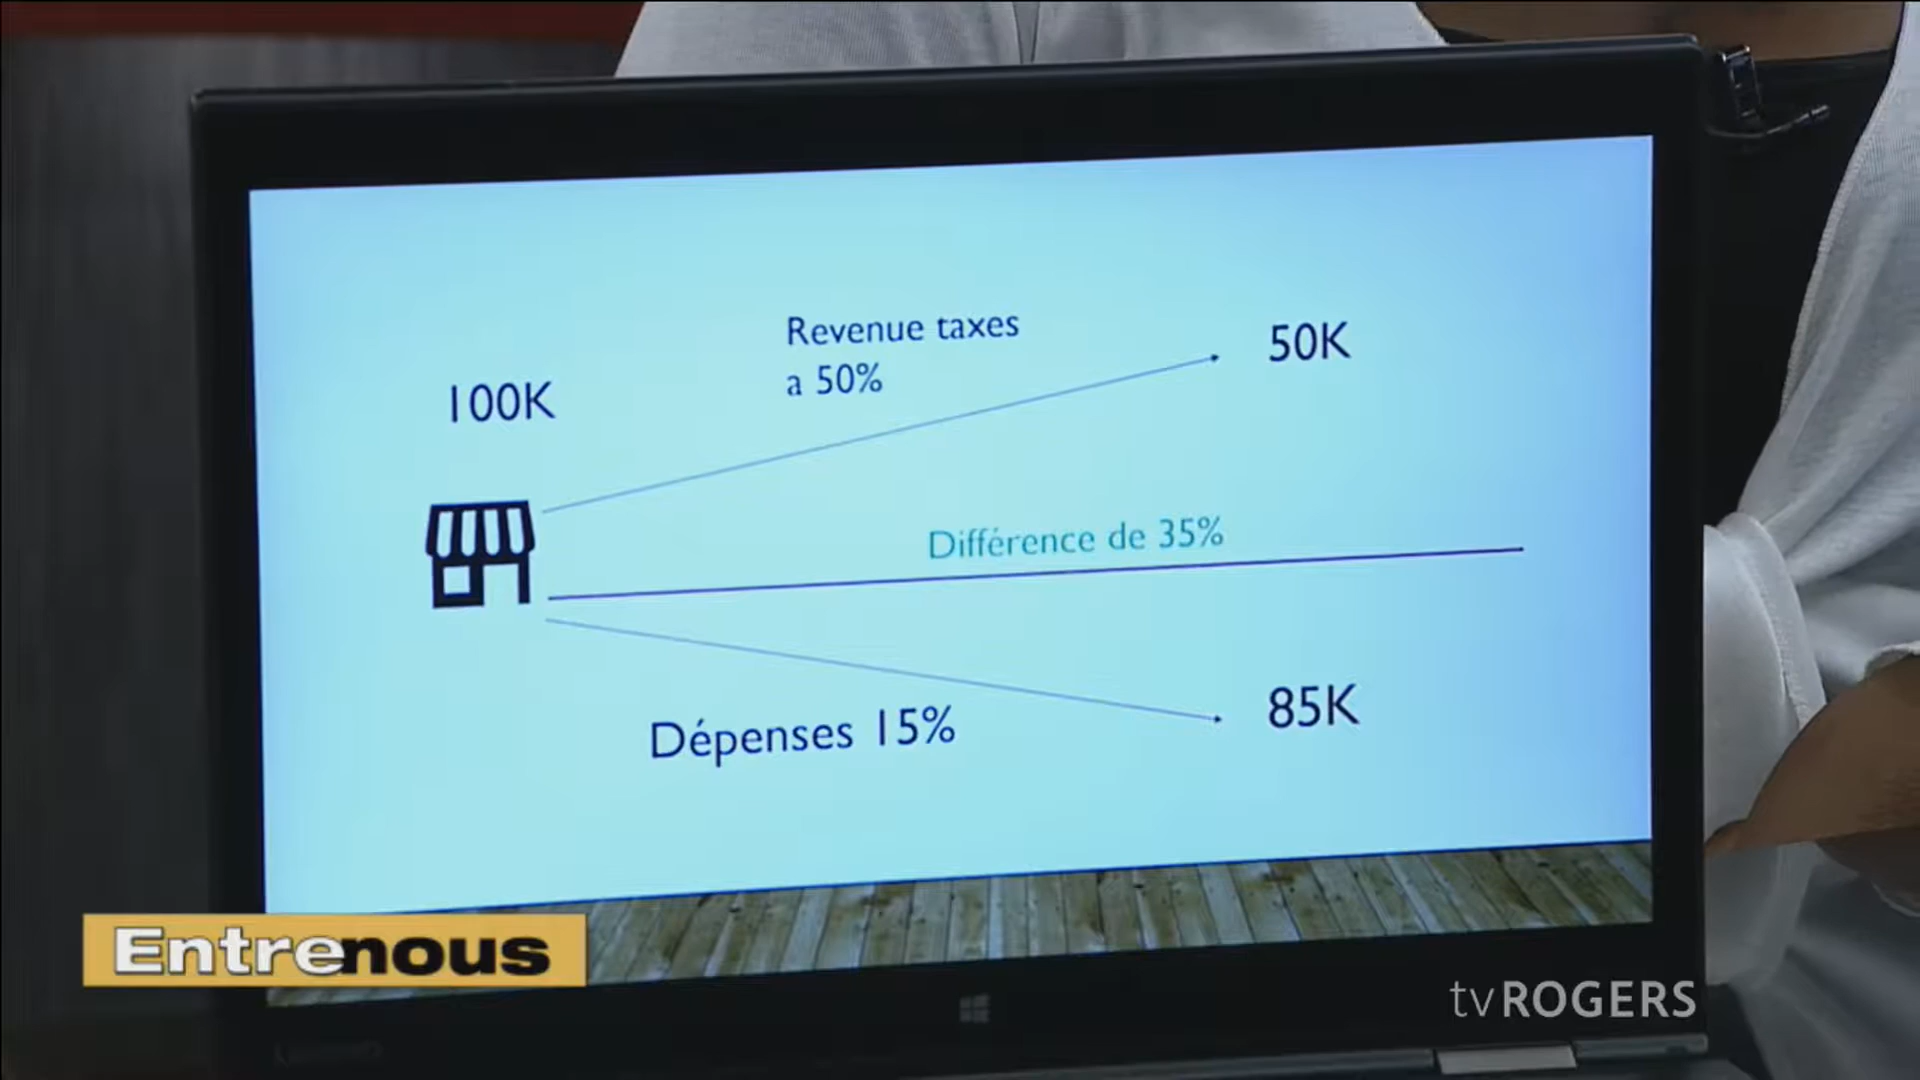 Revenue taxes
a 50%
50K
100K
Différence de 35%
Dépenses 15%
85K
Entrenous
tvROGERS